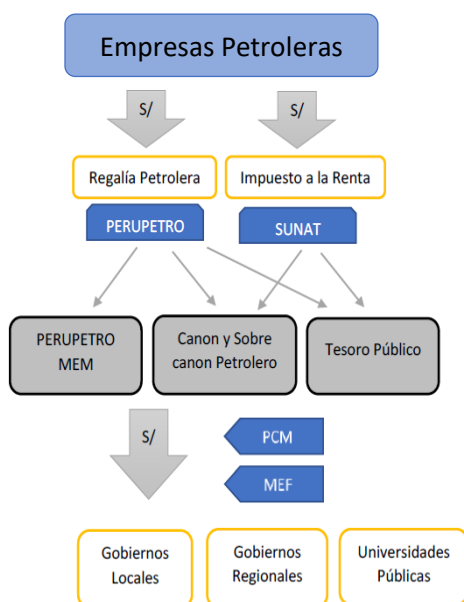 Empresas Petroleras
S/
S/
Regalía Petrolera
Impuesto a la Renta
PERUPETRO
SUNAT
PERUPETRO
MEM
Canon y Sobre
canon Petrolero
Tesoro Público
S/
PCM
MEF
Gobiernos
Locales
Gobiernos
Regionales
Universidades
Públicas